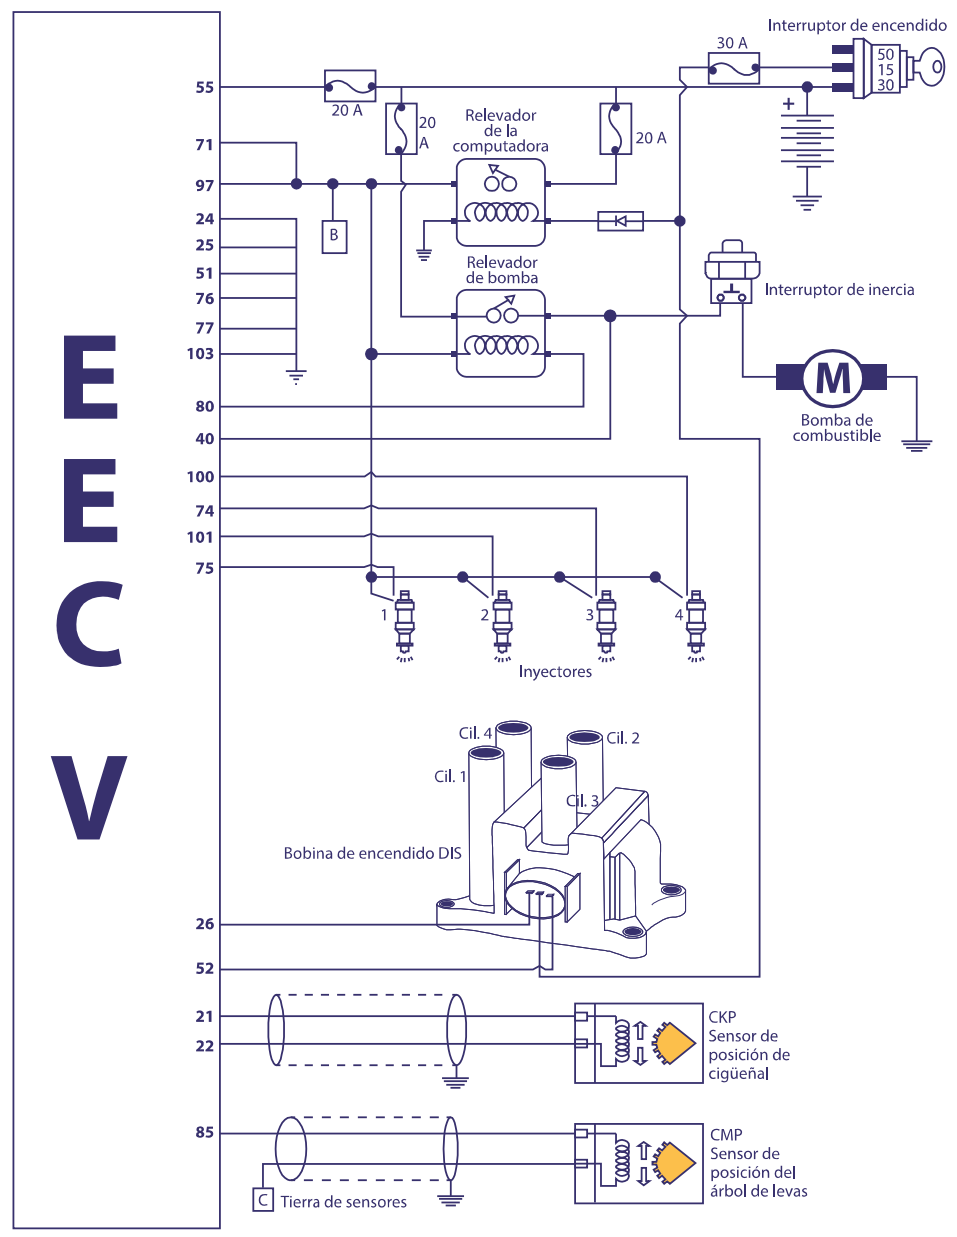 Interruptor de encendido
30 A
50
15
30
55
20 A
20
A
Relevador
de la
computadora
20 A
+
71
97
B
24
25
51
76
77
103
Relevador
de bomba
Interruptor de inercia
M
Bomba de
combustible
80
40
100
74
101
75
1
2
3
4
Inyectores
E
E
C
V
Cil. 4
Cil. 2
Cil. 1
Cil. 3
Bobina de encendido DIS
26
52
21
22
CKP
Sensor de
posición de
cigüeñal
85
C
Tierra de sensores
CMP
Sensor de
posición del
árbol de levas